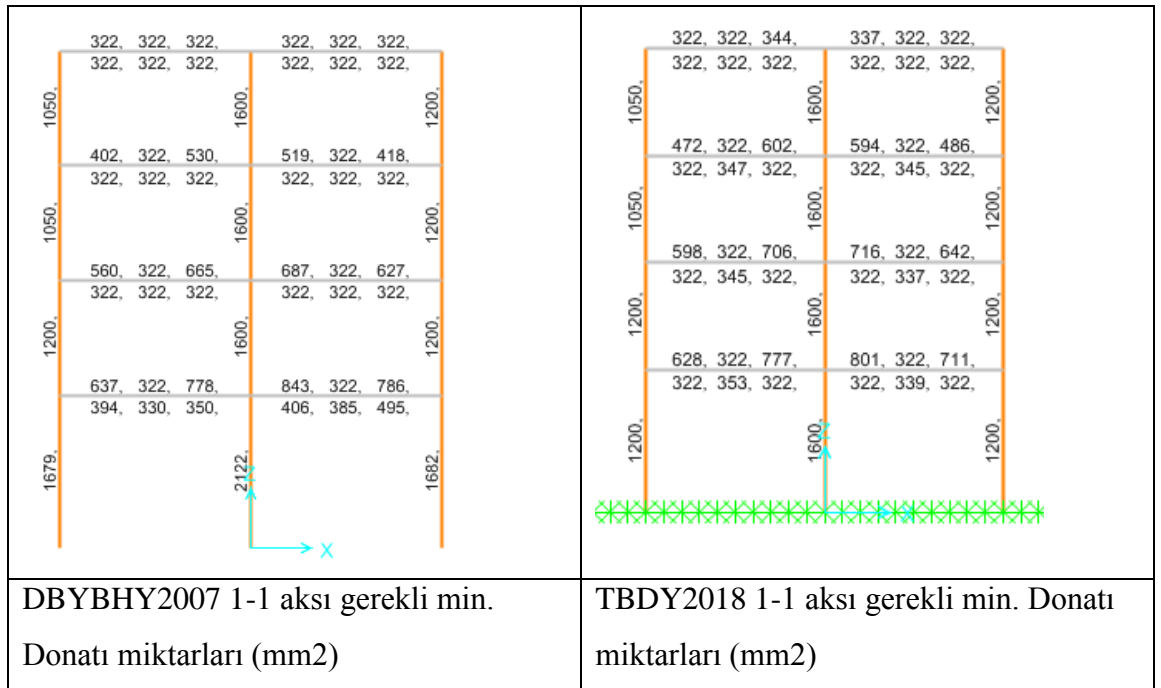 322, 322, 322, 322, 322, 322,
322, 322, 322, 322, 322, 322,
1050, 1600, 1200,
402, 322, 530, 519, 322, 418,
322, 322, 322, 322, 322, 322,
1050, 1600, 1200,
560, 322, 665, 687, 322, 627,
322, 322, 322, 322, 322, 322,
1200, 1600, 1200,
637, 322, 778, 843, 322, 786,
394, 330, 350, 406, 385, 495,
1679, 2122, 1682,
Z
X
DBYBHY2007 1-1 aksı gerekli min.
Donatı miktarları (mm2)
322, 322, 344, 337, 322, 322,
322, 322, 322, 322, 322, 322,
1050, 1600, 1200,
472, 322, 602, 594, 322, 486,
322, 347, 322, 322, 345, 322,
1050, 1600, 1200,
598, 322, 706, 716, 322, 642,
322, 345, 322, 322, 337, 322,
1200, 1600, 1200,
628, 322, 777, 801, 322, 711,
322, 353, 322, 322, 339, 322,
1200, 1600, 1200,
Z
X
TBDY2018 1-1 aksı gerekli min. Donatı
miktarları (mm2)